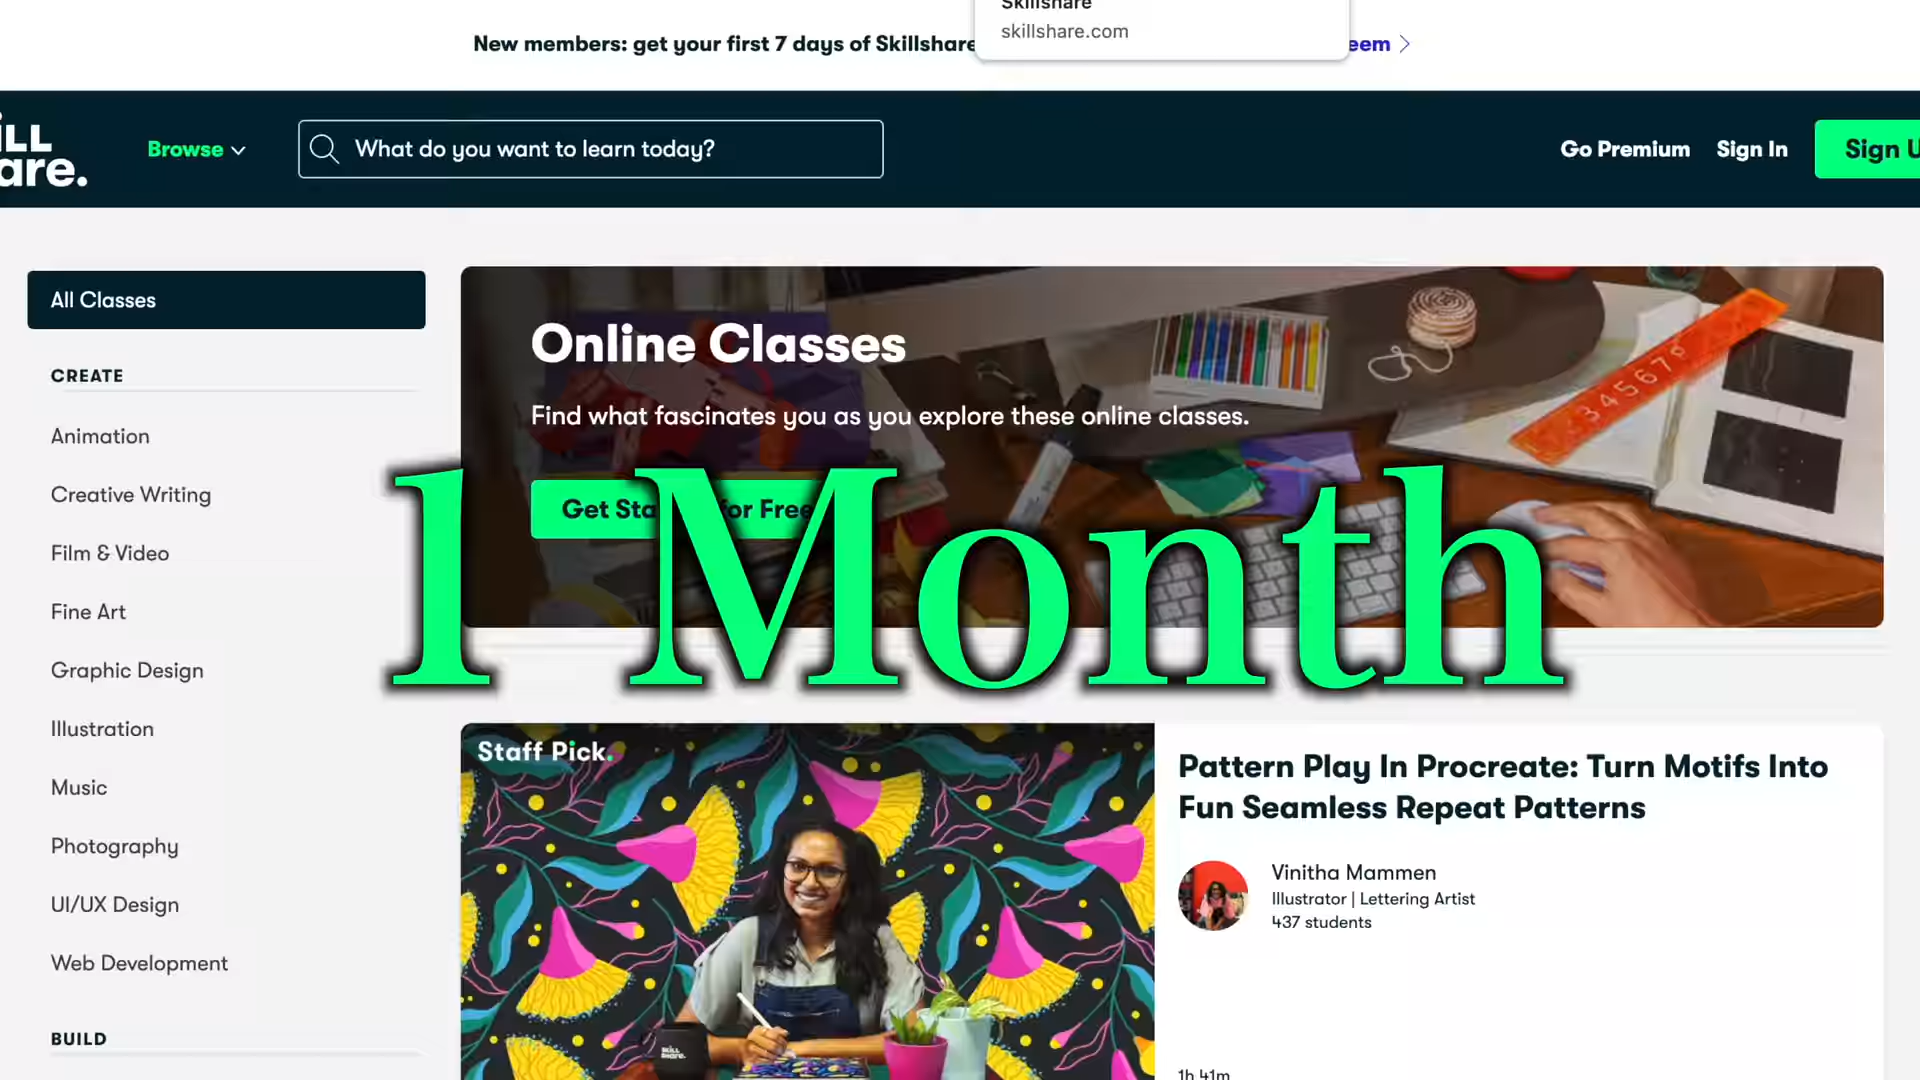 Skillshare
skillshare.com
New members: get your first 7 days of Skillshare
eem
ILL
are.
Browse
What do you want to learn today?
Go Premium
Sign In
Sign U
All Classes
Online Classes
Find what fascinates you as you explore these online classes.
Get Sta for Free
1 Month
CREATE
Animation
Creative Writing
Film & Video
Fine Art
Graphic Design
Illustration
Music
Photography
UI/UX Design
Web Development
BUILD
Staff Pick.
SKILL
SHARE.
Pattern Play In Procreate: Turn Motifs Into
Fun Seamless Repeat Patterns
Vinitha Mammen
Illustrator | Lettering Artist
437 students
1h 41m